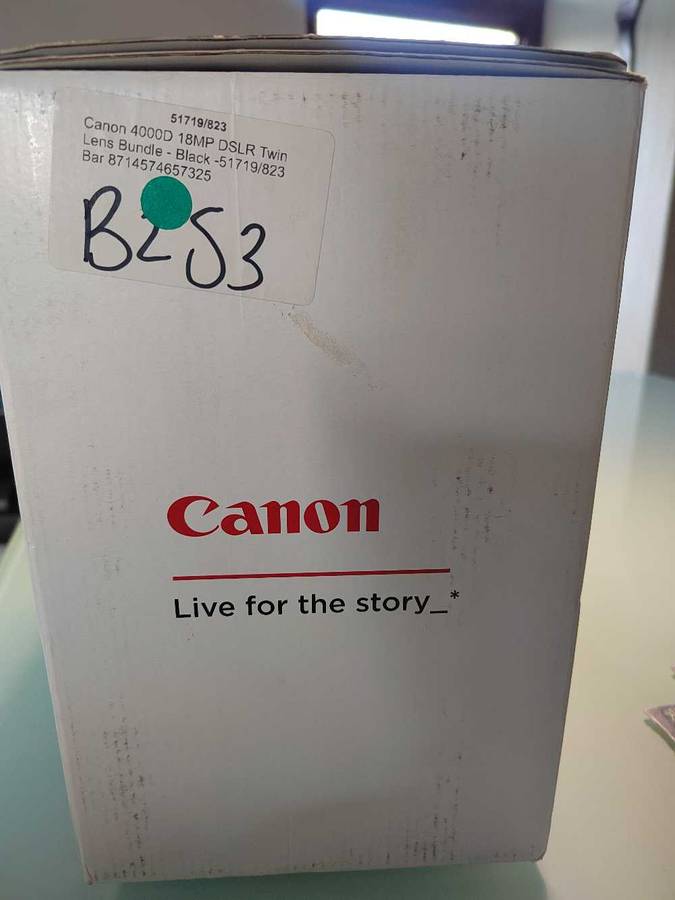 51719/823
Canon 4000D 18MP DSLR Twin
Lens Bundle - Black -51719/823
Bar 8714574657325
B2S3
Canon
Live for the story_*